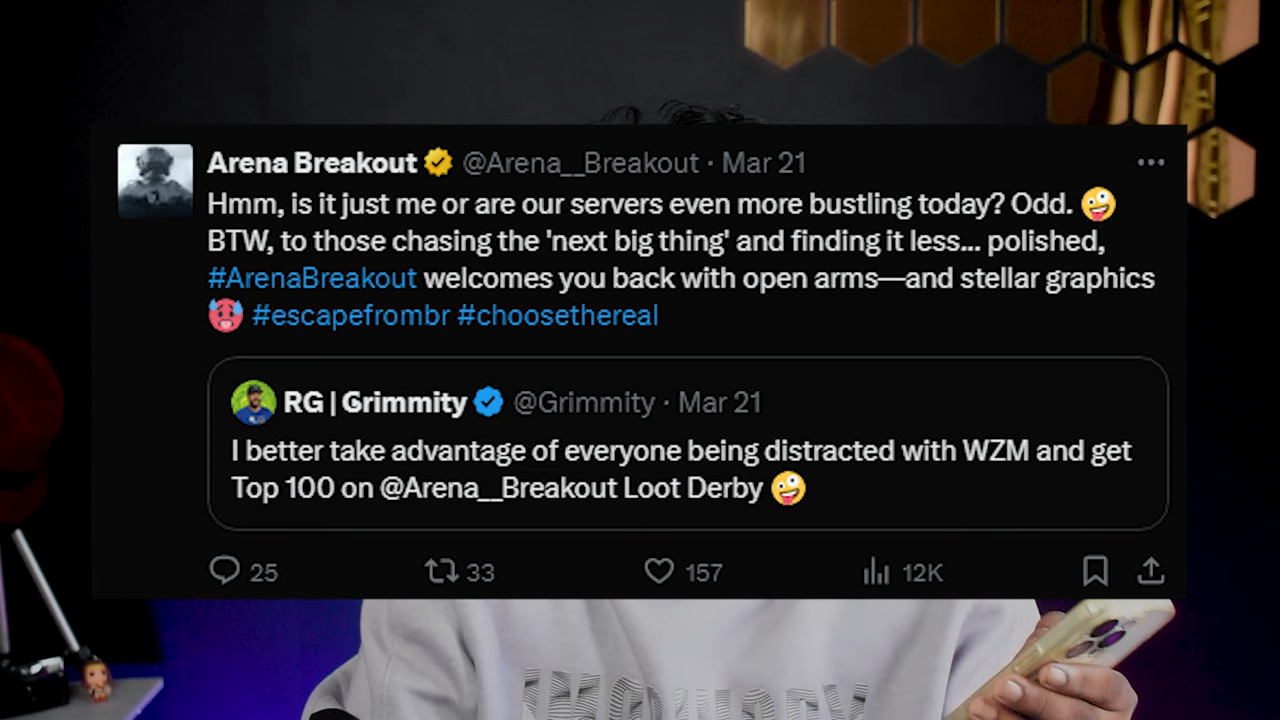 Arena Breakout @Arena__Breakout · Mar 21
Hmm, is it just me or are our servers even more bustling today? Odd. 🤪
BTW, to those chasing the 'next big thing' and finding it less... polished,
#ArenaBreakout welcomes you back with open arms—and stellar graphics
🥵 #escapefrombr #choosethereal
RG | Grimmity @Grimmity · Mar 21
I better take advantage of everyone being distracted with WZM and get
Top 100 on @Arena__Breakout Loot Derby 🤪
25 33 157 12K